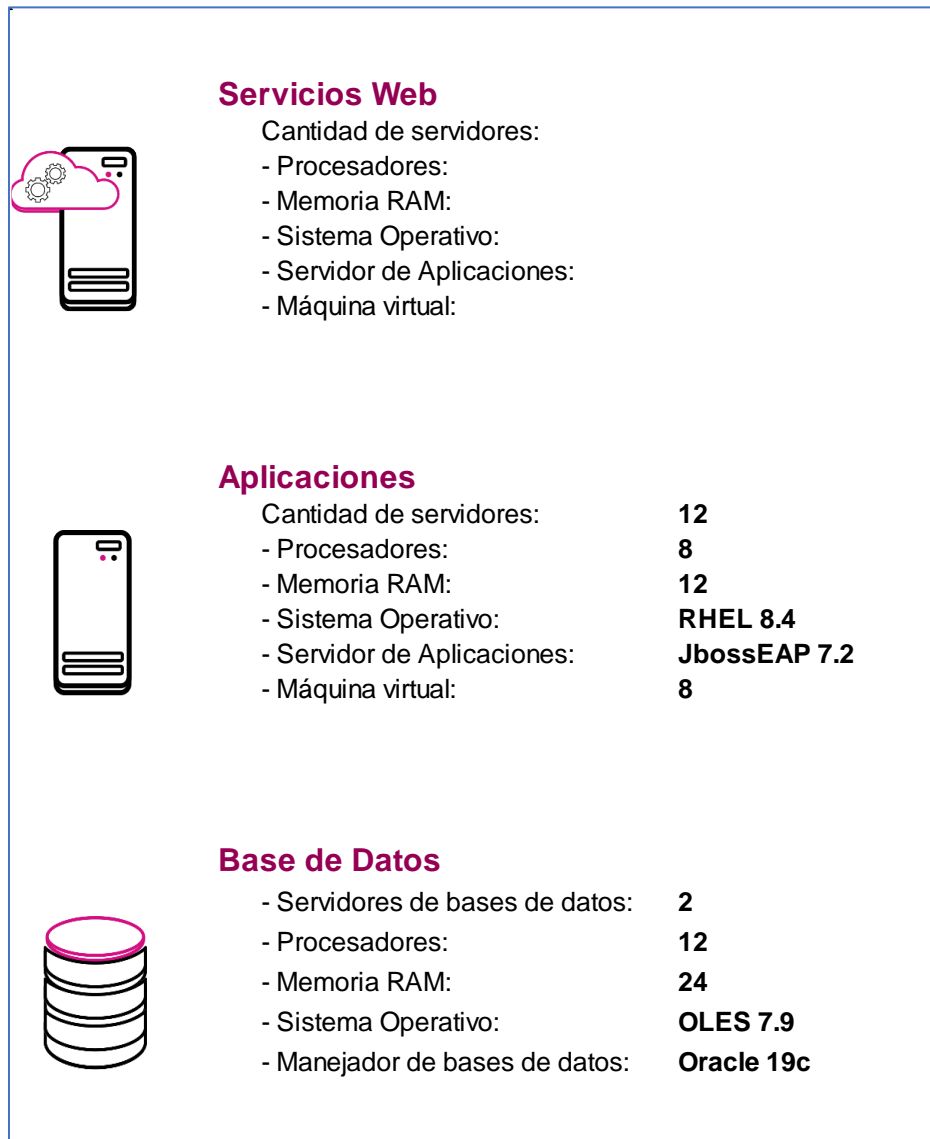 Servicios Web
Cantidad de servidores:
- Procesadores:
- Memoria RAM:
- Sistema Operativo:
- Servidor de Aplicaciones:
- Máquina virtual:
Aplicaciones
Cantidad de servidores: 12
- Procesadores: 8
- Memoria RAM: 12
- Sistema Operativo: RHEL 8.4
- Servidor de Aplicaciones: JbossEAP 7.2
- Máquina virtual: 8
Base de Datos
- Servidores de bases de datos: 2
- Procesadores: 12
- Memoria RAM: 24
- Sistema Operativo: OLES 7.9
- Manejador de bases de datos: Oracle 19c